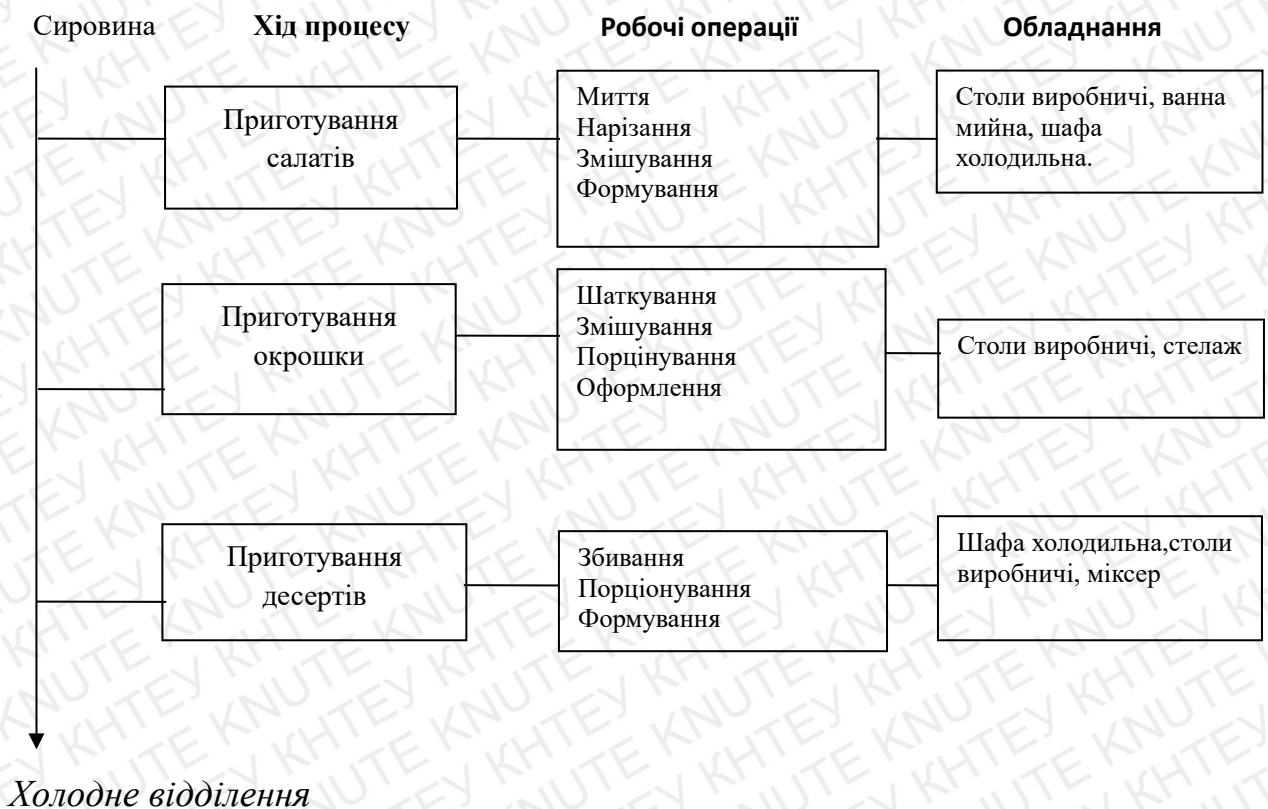 Сировина
Хід процесу
Робочі операції
Обладнання
Приготування
салатів
Миття
Нарізання
Змішування
Формування
Столи виробничі, ванна
мийна, шафа
холодильна.
Приготування
окрошки
Шаткування
Змішування
Порцінування
Оформлення
Столи виробничі, стелаж
Приготування
десертів
Збивання
Порціонування
Формування
Шафа холодильна,столи
виробничі, міксер
Холодне відділення
КНТЕУ KNUTE